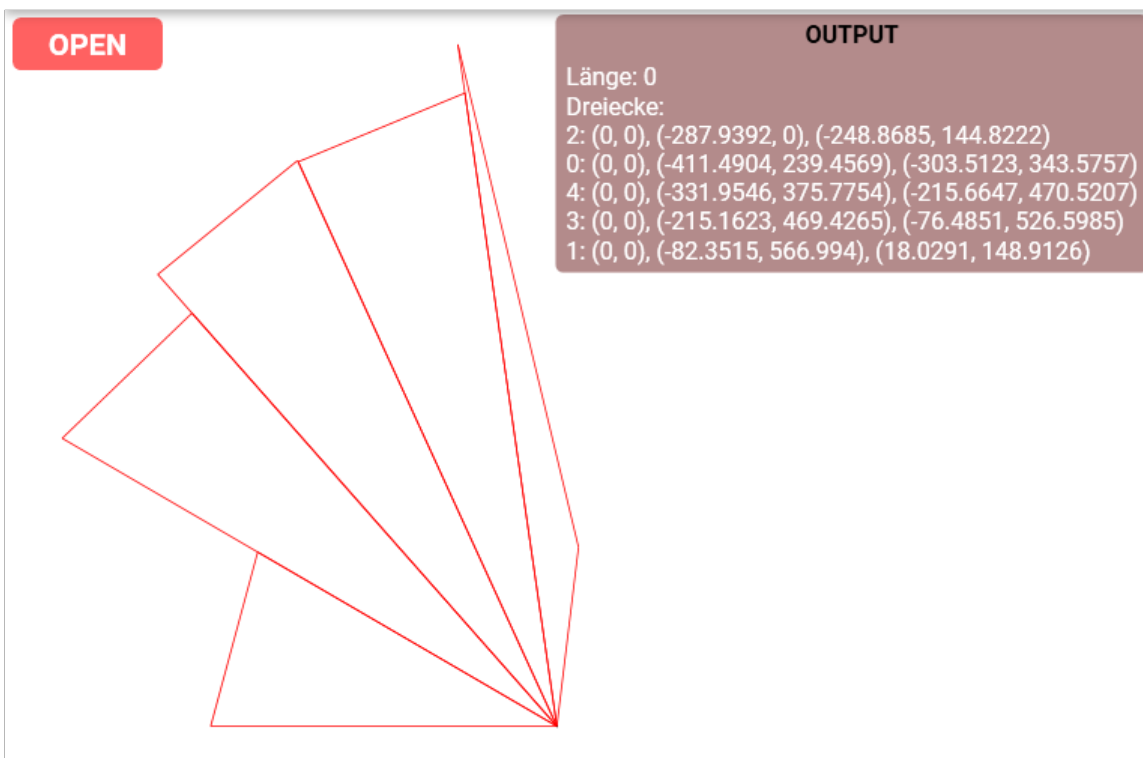 OPEN
OUTPUT
Länge: 0
Dreiecke:
2: (0, 0), (-287.9392, 0), (-248.8685, 144.8222)
0: (0, 0), (-411.4904, 239.4569), (-303.5123, 343.5757)
4: (0, 0), (-331.9546, 375.7754), (-215.6647, 470.5207)
3: (0, 0), (-215.1623, 469.4265), (-76.4851, 526.5985)
1: (0, 0), (-82.3515, 566.994), (18.0291, 148.9126)